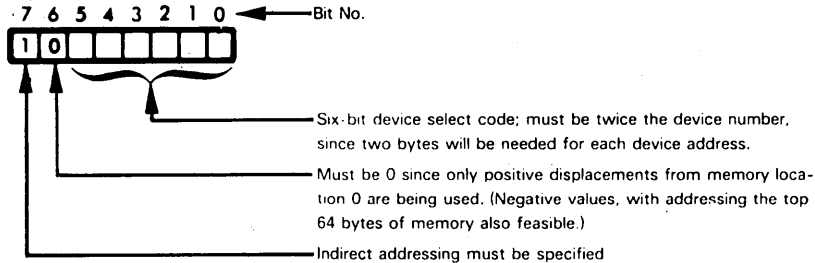 7 6 5 4 3 2 1 0 Bit No.
1 0
Six-bit device select code; must be twice the device number,
since two bytes will be needed for each device address.
Must be 0 since only positive displacements from memory loca-
tion 0 are being used. (Negative values, with addressing the top
64 bytes of memory also feasible.)
Indirect addressing must be specified